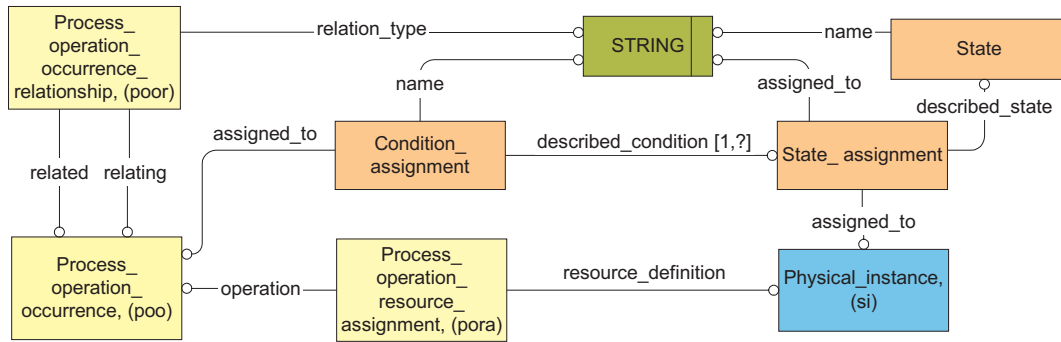 Process_
operation_
occurrence_
relationship, (poor)
relation_type
STRING
name
State
name
assigned_to
described_state
assigned_to
Condition_
assignment
described_condition [1,?]
State_ assignment
related
relating
assigned_to
Process_
operation_
occurrence, (poo)
operation
Process_
operation_
resource_
assignment, (pora)
resource_definition
Physical_instance,
(si)